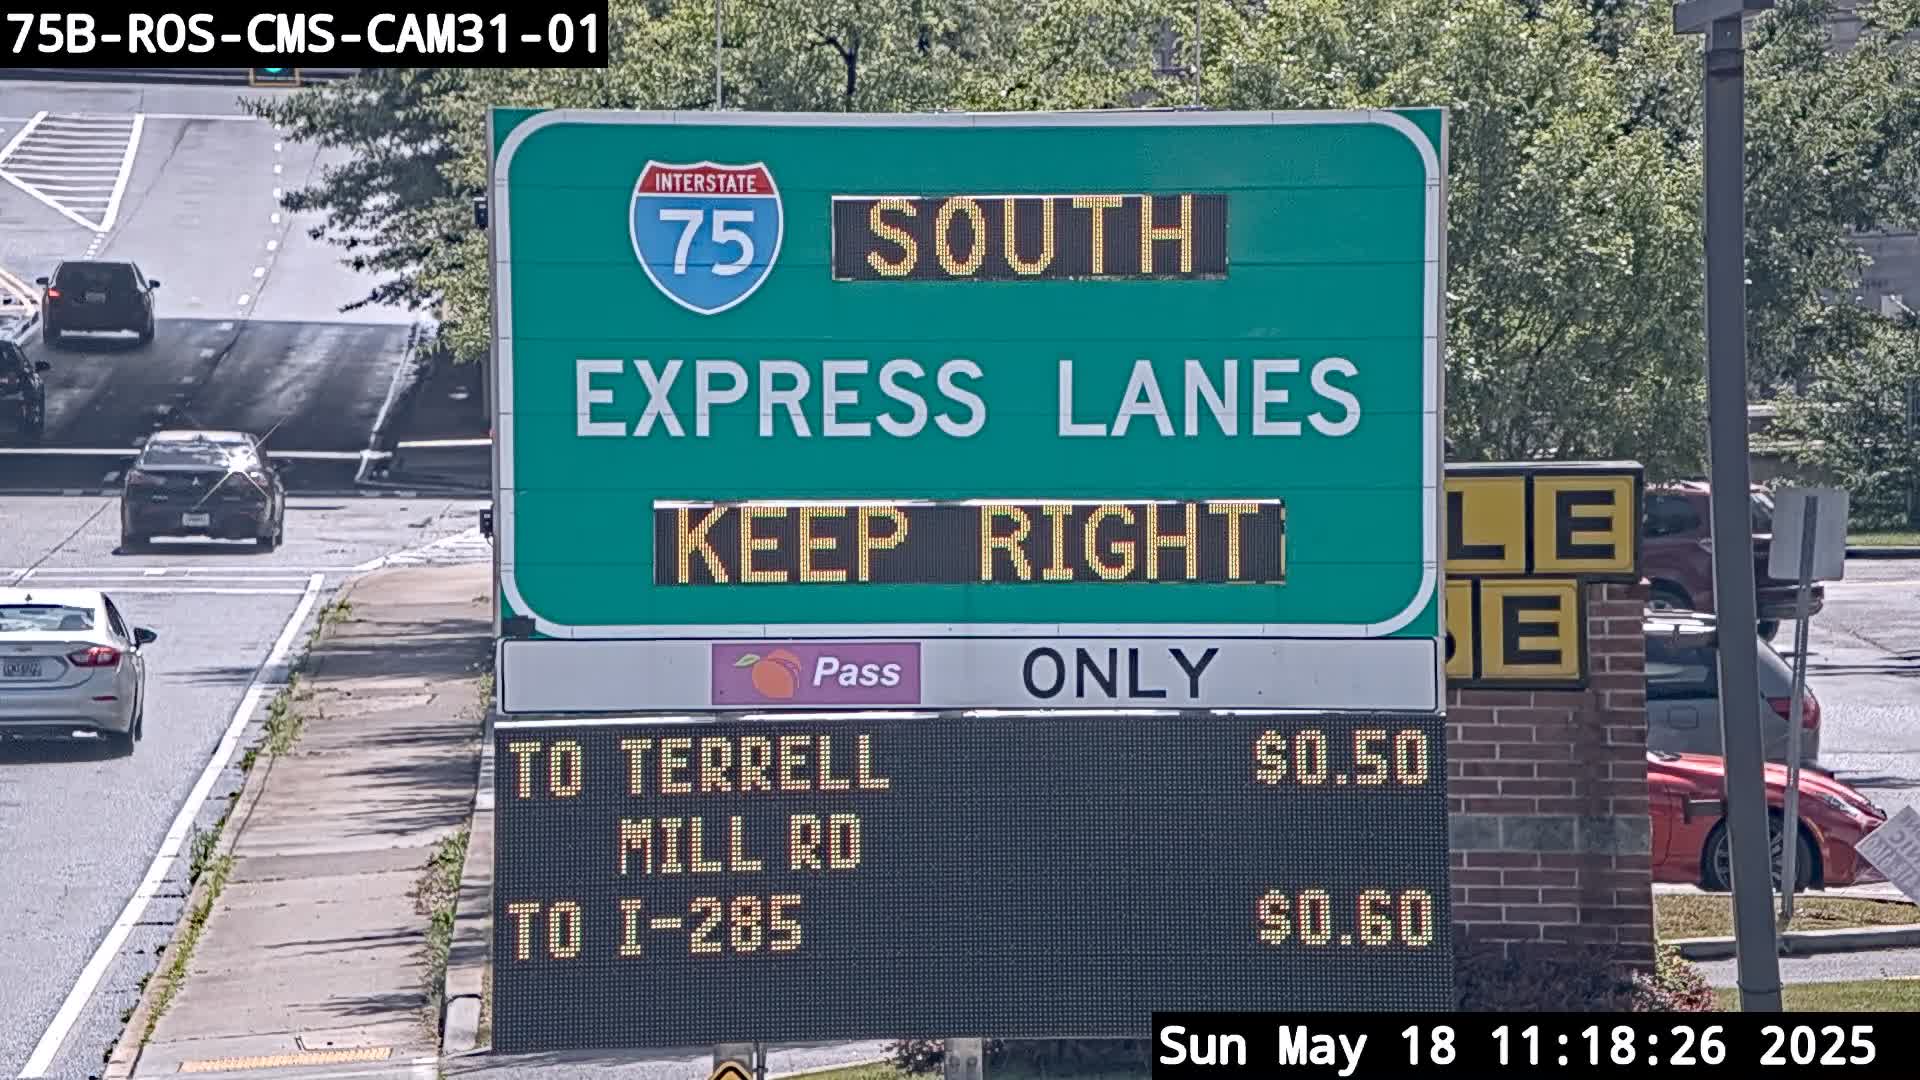 75B-ROS-CMS-CAM31-01
INTERSTATE
75
SOUTH
EXPRESS LANES
KEEP RIGHT
Pass ONLY
TO TERRELL $0.50
MILL RD
TO I-285 $0.60
LE
E
Sun May 18 11:18:26 2025